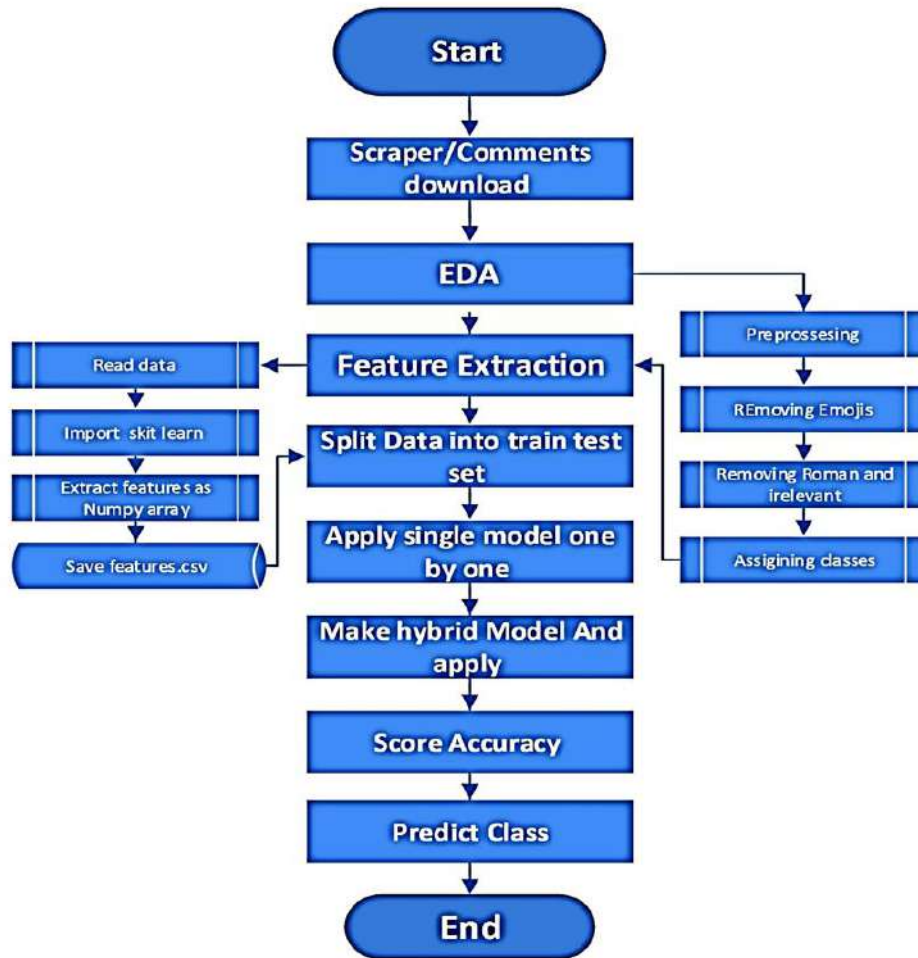 Start
Scraper/Comments
download
EDA
Preprossesing
Read data
Feature Extraction
REmoving Emojis
Import skit learn
Split Data into train test
set
Removing Roman and
irelevant
Extract features as
Numpy array
Apply single model one
by one
Save features.csv
Assigining classes
Make hybrid Model And
apply
Score Accuracy
Predict Class
End